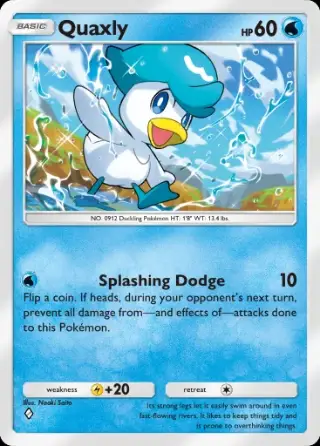 BASIC Quaxly HP 60
NO. 0912 Duckling Pokémon HT: 1'8" WT: 13.4 lbs.
Splashing Dodge 10
Flip a coin. If heads, during your opponent's next turn,
prevent all damage from—and effects of—attacks done
to this Pokémon.
weakness +20 retreat
Illus. Naoki Saito
Its strong legs let it easily swim around in even
fast-flowing rivers. It likes to keep things tidy and
is prone to overthinking things.